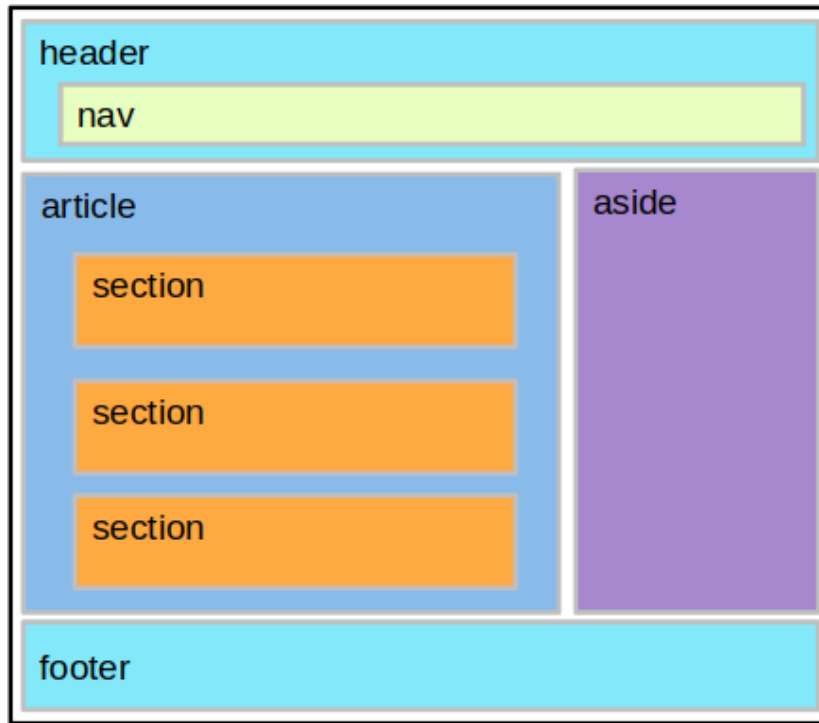 header
nav
article
aside
section
section
section
footer